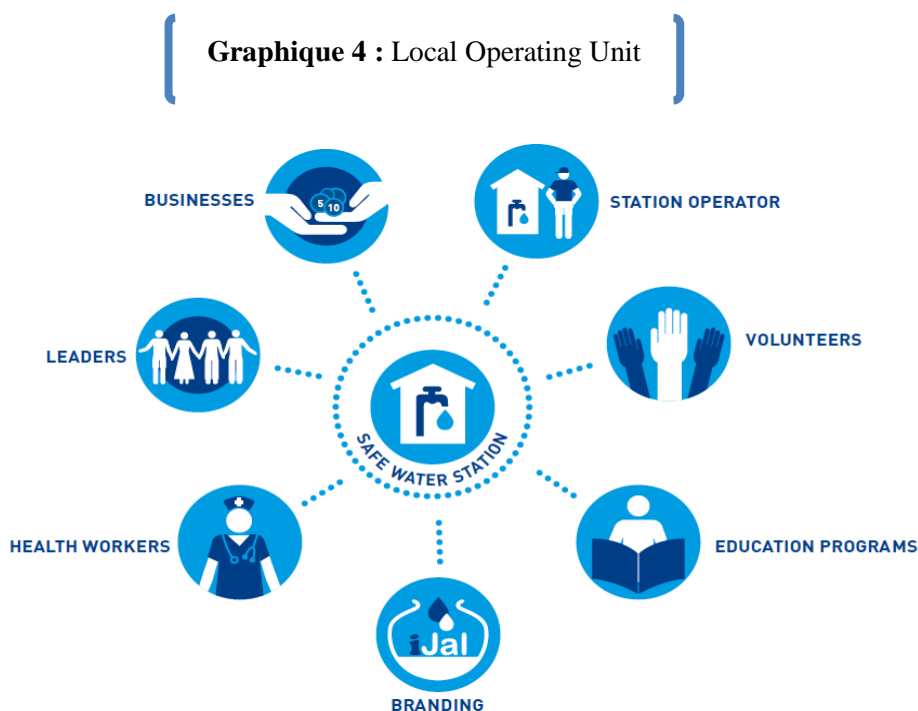 Graphique 4 : Local Operating Unit
BUSINESSES
5 10
STATION OPERATOR
LEADERS
VOLUNTEERS
SAFE WATER STATION
HEALTH WORKERS
EDUCATION PROGRAMS
iJal
BRANDING